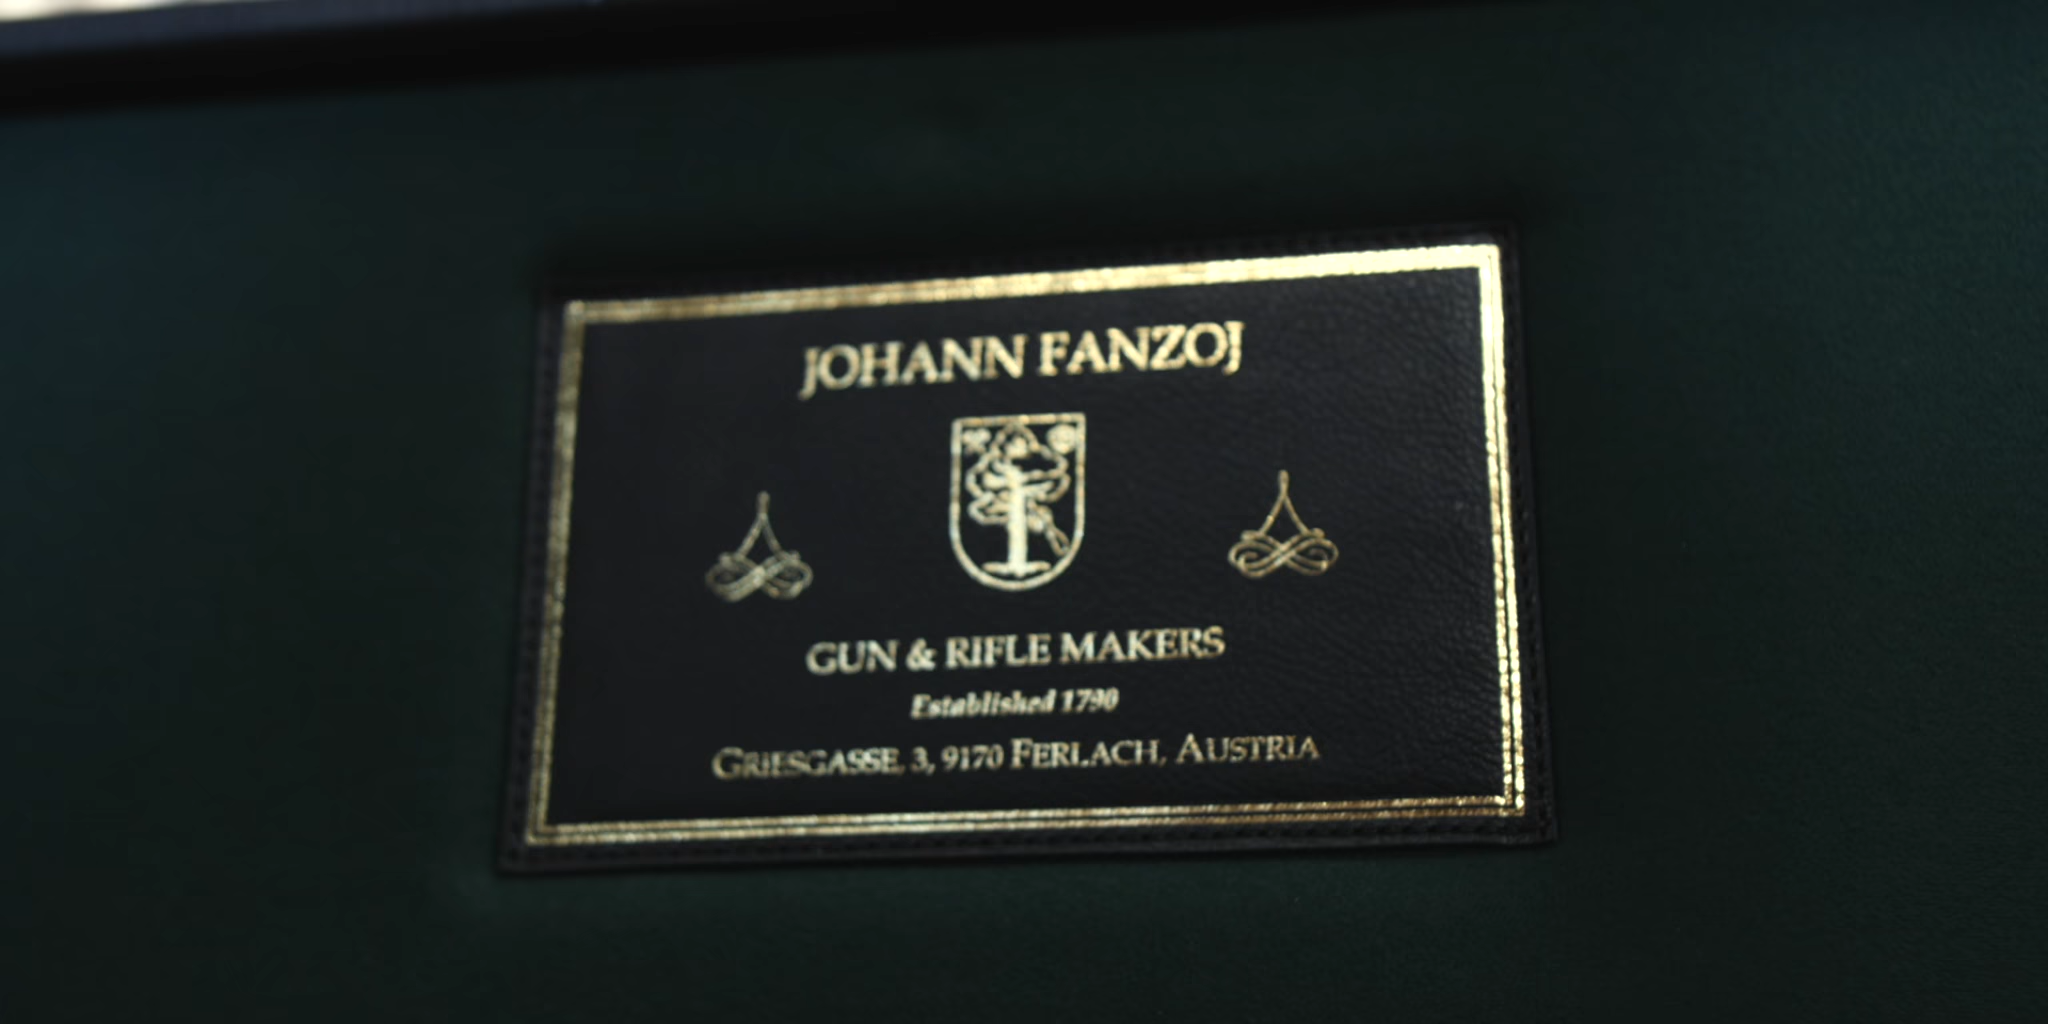 JOHANN FANZOJ
GUN & RIFLE MAKERS
Established 1790
GRIESGASSE, 3, 9170 FERLACH, AUSTRIA